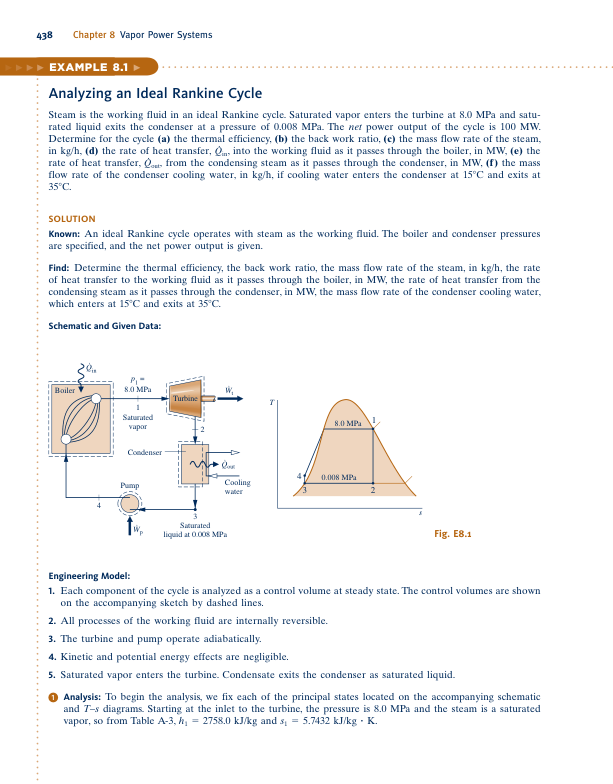 438 Chapter 8 Vapor Power Systems
EXAMPLE 8.1
Analyzing an Ideal Rankine Cycle
Steam is the working fluid in an ideal Rankine cycle. Saturated vapor enters the turbine at 8.0 MPa and satu-
rated liquid exits the condenser at a pressure of 0.008 MPa. The net power output of the cycle is 100 MW.
Determine for the cycle (a) the thermal efficiency, (b) the back work ratio, (c) the mass flow rate of the steam,
in kg/h, (d) the rate of heat transfer, Q̇in, into the working fluid as it passes through the boiler, in MW, (e) the
rate of heat transfer, Q̇out, from the condensing steam as it passes through the condenser, in MW, (f) the mass
flow rate of the condenser cooling water, in kg/h, if cooling water enters the condenser at 15°C and exits at
35°C.
SOLUTION
Known: An ideal Rankine cycle operates with steam as the working fluid. The boiler and condenser pressures
are specified, and the net power output is given.
Find: Determine the thermal efficiency, the back work ratio, the mass flow rate of the steam, in kg/h, the rate
of heat transfer to the working fluid as it passes through the boiler, in MW, the rate of heat transfer from the
condensing steam as it passes through the condenser, in MW, the mass flow rate of the condenser cooling water,
which enters at 15°C and exits at 35°C.
Schematic and Given Data:
Q̇in
Boiler
p1 =
8.0 MPa
1
Saturated
vapor
Turbine
Ẇt
2
Condenser
Q̇out
Cooling
water
Pump
4
3
Saturated
liquid at 0.008 MPa
Ẇp
T
8.0 MPa
1
4
0.008 MPa
3
2
s
Fig. E8.1
Engineering Model:
1. Each component of the cycle is analyzed as a control volume at steady state. The control volumes are shown
on the accompanying sketch by dashed lines.
2. All processes of the working fluid are internally reversible.
3. The turbine and pump operate adiabatically.
4. Kinetic and potential energy effects are negligible.
5. Saturated vapor enters the turbine. Condensate exits the condenser as saturated liquid.
1 Analysis: To begin the analysis, we fix each of the principal states located on the accompanying schematic
and T–s diagrams. Starting at the inlet to the turbine, the pressure is 8.0 MPa and the steam is a saturated
vapor, so from Table A-3, h1 = 2758.0 kJ/kg and s1 = 5.7432 kJ/kg · K.